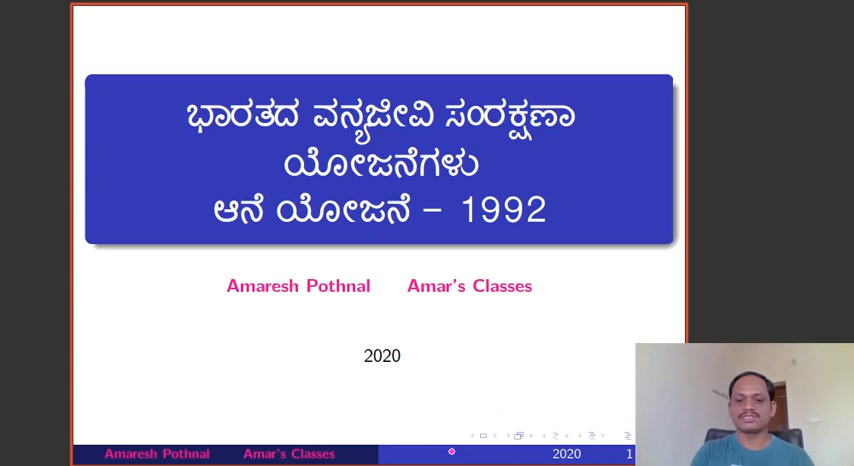 ಭಾರತದ ವನ್ಯಜೀವಿ ಸಂರಕ್ಷಣಾ
ಯೋಜನೆಗಳು
ಆನೆ ಯೋಜನೆ – 1992
Amaresh Pothnal Amar's Classes
2020
Amaresh Pothnal Amar's Classes 2020 1